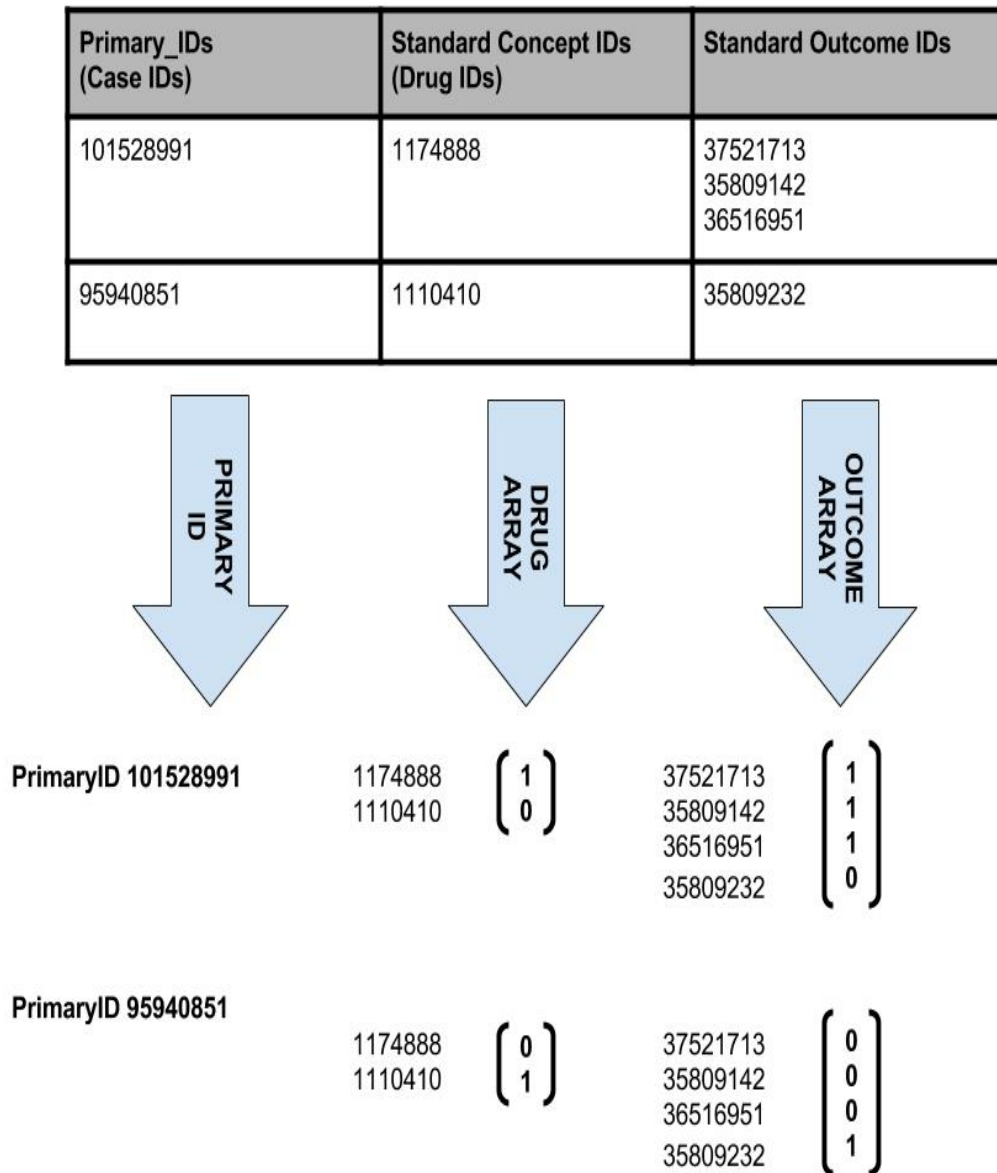 Primary_IDs
(Case IDs)
Standard Concept IDs
(Drug IDs)
Standard Outcome IDs
101528991
1174888
37521713
35809142
36516951
95940851
1110410
35809232
PRIMARY
ID
DRUG
ARRAY
OUTCOME
ARRAY
PrimaryID 101528991
1174888 1
1110410 0
37521713 1
35809142 1
36516951 1
35809232 0
PrimaryID 95940851
1174888 0
1110410 1
37521713 0
35809142 0
36516951 0
35809232 1